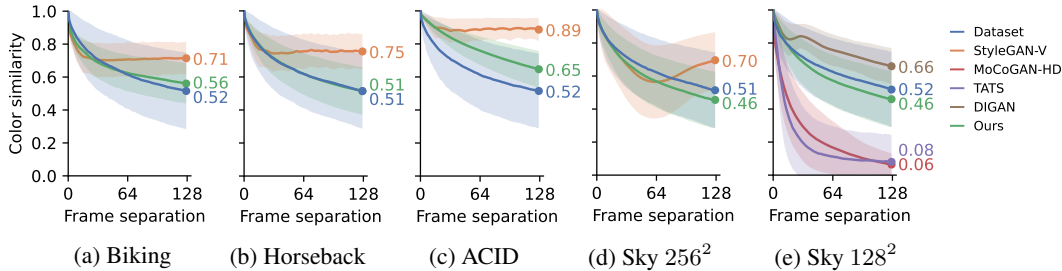 Color similarity
1.0
0.8
0.6
0.4
0.2
0.0
0.71
0.56
0.52
0 64 128
Frame separation
(a) Biking
0.75
0.51
0.51
0 64 128
Frame separation
(b) Horseback
0.89
0.65
0.52
0 64 128
Frame separation
(c) ACID
0.70
0.51
0.46
0 64 128
Frame separation
(d) Sky 256²
0.66
0.52
0.46
0.08
0.06
0 64 128
Frame separation
(e) Sky 128²
Dataset
StyleGAN-V
MoCoGAN-HD
TATS
DIGAN
Ours